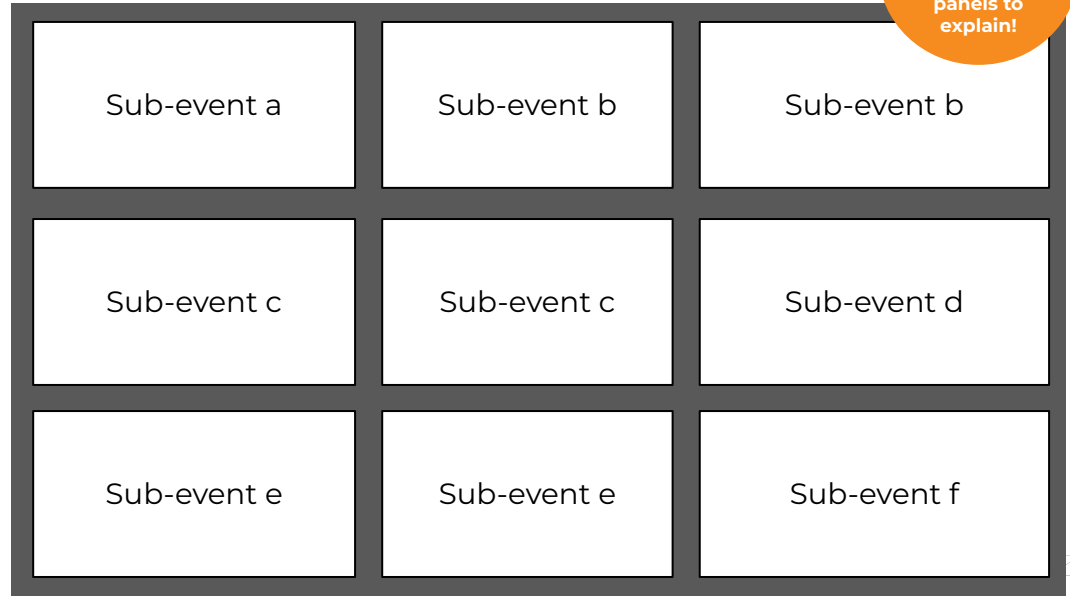 panels to
explain!
Sub-event a
Sub-event b
Sub-event b
Sub-event c
Sub-event c
Sub-event d
Sub-event e
Sub-event e
Sub-event f